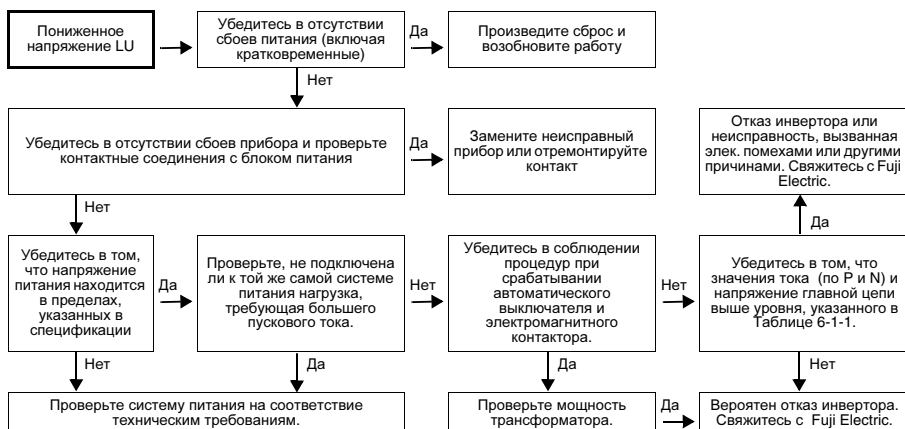 Пониженное
напряжение LU
Убедитесь в отсутствии
сбоев питания (включая
кратковременные)
Да
Произведите сброс и
возобновите работу
Нет
Убедитесь в отсутствии сбоев прибора и проверьте
контактные соединения с блоком питания
Да
Замените неисправный
прибор или отремонтируйте
контакт
Отказ инвертора или
неисправность, вызванная
элек. помехами или другими
причинами. Свяжитесь с Fuji
Electric.
Нет
Да
Убедитесь в том,
что напряжение
питания находится
в пределах,
указанных в
спецификации
Да
Проверьте, не подключена
ли к той же самой системе
питания нагрузка,
требующая большего
пускового тока.
Нет
Убедитесь в соблюдении
процедур при
срабатывании
автоматического
выключателя и
электромагнитного
контактора.
Нет
Убедитесь в том, что
значения тока (по P и N) и
напряжение главной цепи
выше уровня, указанного в
Таблице 6-1-1.
Нет
Да
Да
Нет
Проверьте систему питания на соответствие
техническим требованиям.
Проверьте мощность
трансформатора.
Да
Вероятен отказ инвертора.
Свяжитесь с Fuji Electric.